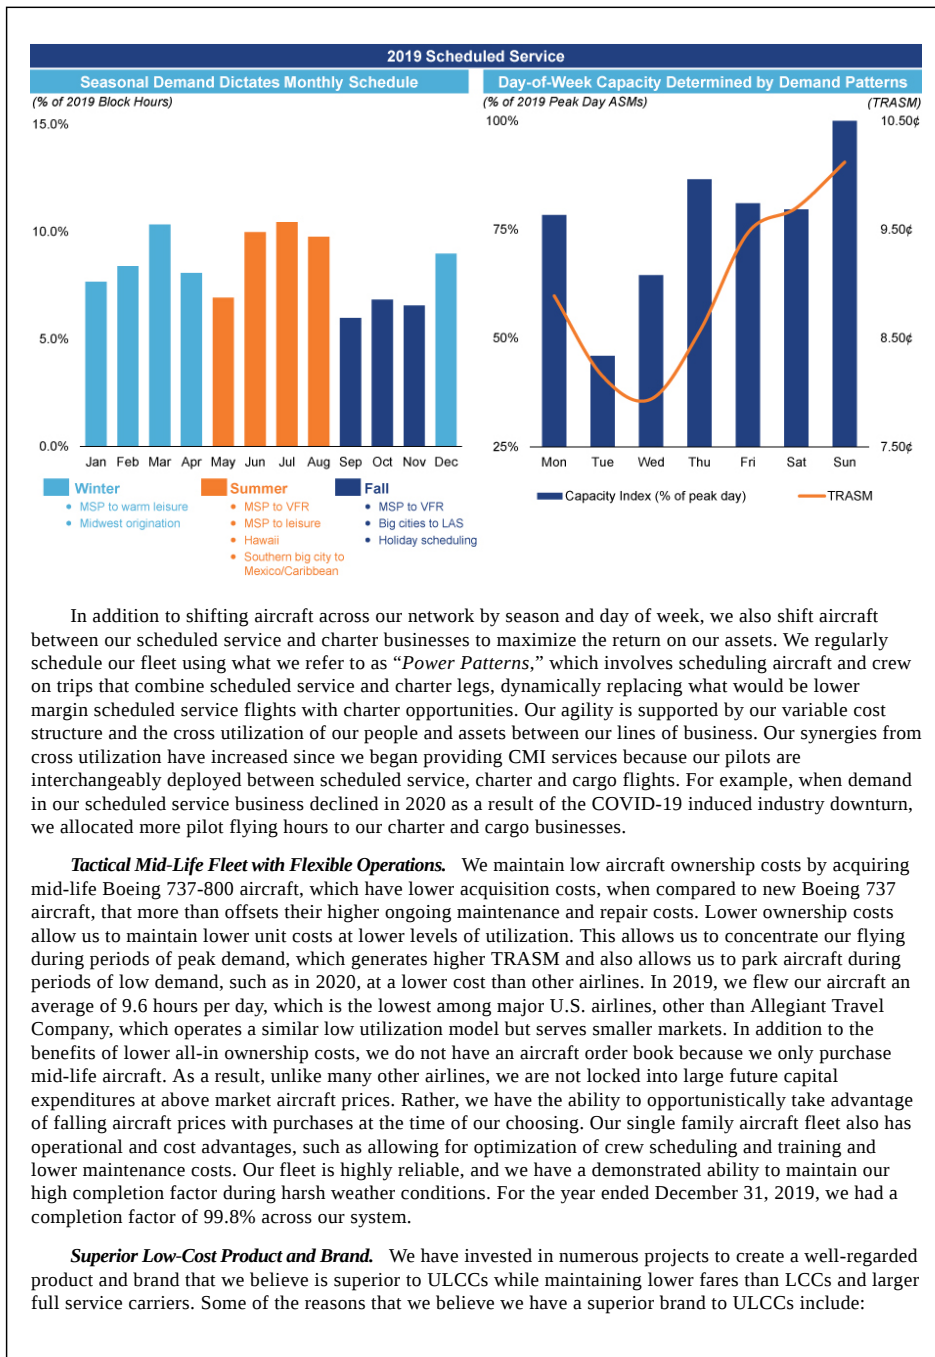 2019 Scheduled Service
Seasonal Demand Dictates Monthly Schedule
(% of 2019 Block Hours)
15.0%
10.0%
5.0%
0.0%
Jan Feb Mar Apr May Jun Jul Aug Sep Oct Nov Dec
Winter
• MSP to warm leisure
• Midwest origination
Summer
• MSP to VFR
• MSP to leisure
• Hawaii
• Southern big city to
Mexico/Caribbean
Fall
• MSP to VFR
• Big cities to LAS
• Holiday scheduling
Day-of-Week Capacity Determined by Demand Patterns
(% of 2019 Peak Day ASMs) (TRASM)
100% 10.50¢
75% 9.50¢
50% 8.50¢
25% 7.50¢
Mon Tue Wed Thu Fri Sat Sun
Capacity Index (% of peak day) TRASM
In addition to shifting aircraft across our network by season and day of week, we also shift aircraft
between our scheduled service and charter businesses to maximize the return on our assets. We regularly
schedule our fleet using what we refer to as “Power Patterns,” which involves scheduling aircraft and crew
on trips that combine scheduled service and charter legs, dynamically replacing what would be lower
margin scheduled service flights with charter opportunities. Our agility is supported by our variable cost
structure and the cross utilization of our people and assets between our lines of business. Our synergies from
cross utilization have increased since we began providing CMI services because our pilots are
interchangeably deployed between scheduled service, charter and cargo flights. For example, when demand
in our scheduled service business declined in 2020 as a result of the COVID-19 induced industry downturn,
we allocated more pilot flying hours to our charter and cargo businesses.
Tactical Mid-Life Fleet with Flexible Operations. We maintain low aircraft ownership costs by acquiring
mid-life Boeing 737-800 aircraft, which have lower acquisition costs, when compared to new Boeing 737
aircraft, that more than offsets their higher ongoing maintenance and repair costs. Lower ownership costs
allow us to maintain lower unit costs at lower levels of utilization. This allows us to concentrate our flying
during periods of peak demand, which generates higher TRASM and also allows us to park aircraft during
periods of low demand, such as in 2020, at a lower cost than other airlines. In 2019, we flew our aircraft an
average of 9.6 hours per day, which is the lowest among major U.S. airlines, other than Allegiant Travel
Company, which operates a similar low utilization model but serves smaller markets. In addition to the
benefits of lower all-in ownership costs, we do not have an aircraft order book because we only purchase
mid-life aircraft. As a result, unlike many other airlines, we are not locked into large future capital
expenditures at above market aircraft prices. Rather, we have the ability to opportunistically take advantage
of falling aircraft prices with purchases at the time of our choosing. Our single family aircraft fleet also has
operational and cost advantages, such as allowing for optimization of crew scheduling and training and
lower maintenance costs. Our fleet is highly reliable, and we have a demonstrated ability to maintain our
high completion factor during harsh weather conditions. For the year ended December 31, 2019, we had a
completion factor of 99.8% across our system.
Superior Low-Cost Product and Brand. We have invested in numerous projects to create a well-regarded
product and brand that we believe is superior to ULCCs while maintaining lower fares than LCCs and larger
full service carriers. Some of the reasons that we believe we have a superior brand to ULCCs include: